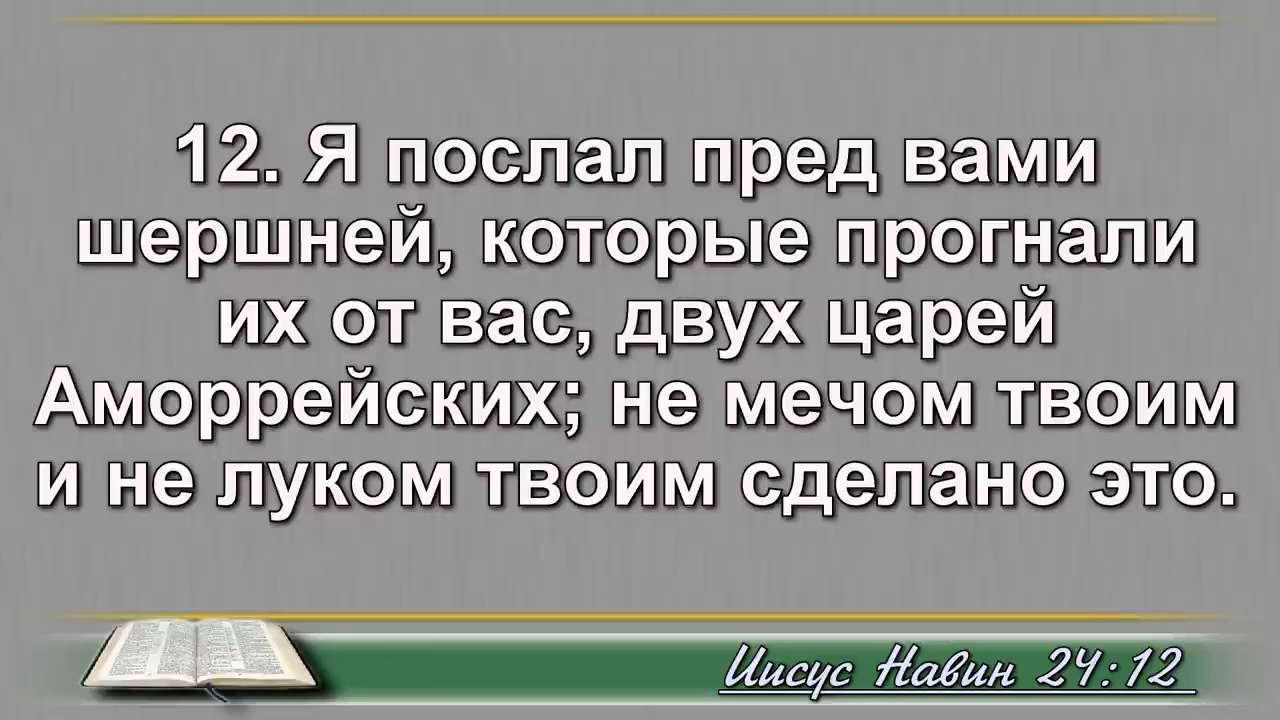 12. Я послал пред вами
шершней, которые прогнали
их от вас, двух царей
Аморрейских; не мечом твоим
и не луком твоим сделано это.
Иисус Навин 24:12